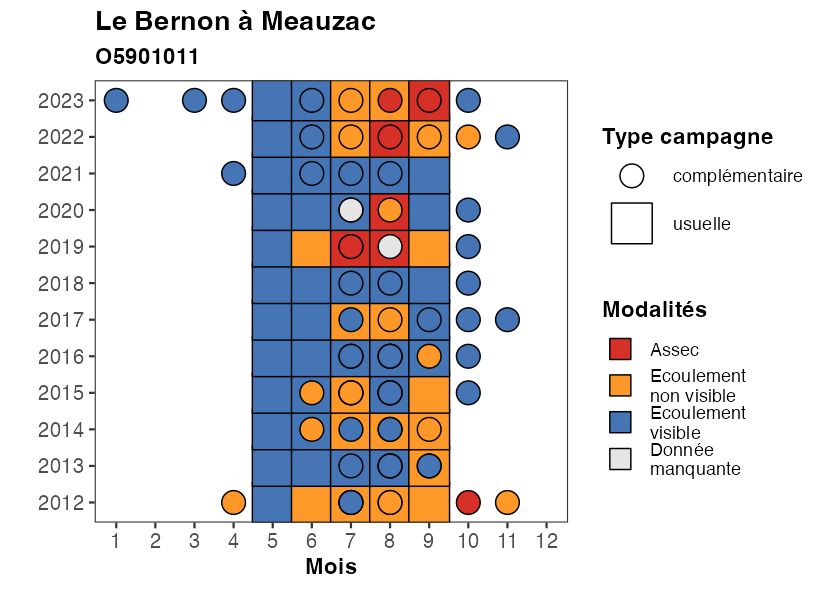 Le Bernon à Meauzac
O5901011
2023
2022
2021
2020
2019
2018
2017
2016
2015
2014
2013
2012
1 2 3 4 5 6 7 8 9 10 11 12
Mois
Type campagne
complémentaire
usuelle
Modalités
Assec
Ecoulement
non visible
Ecoulement
visible
Donnée
manquante